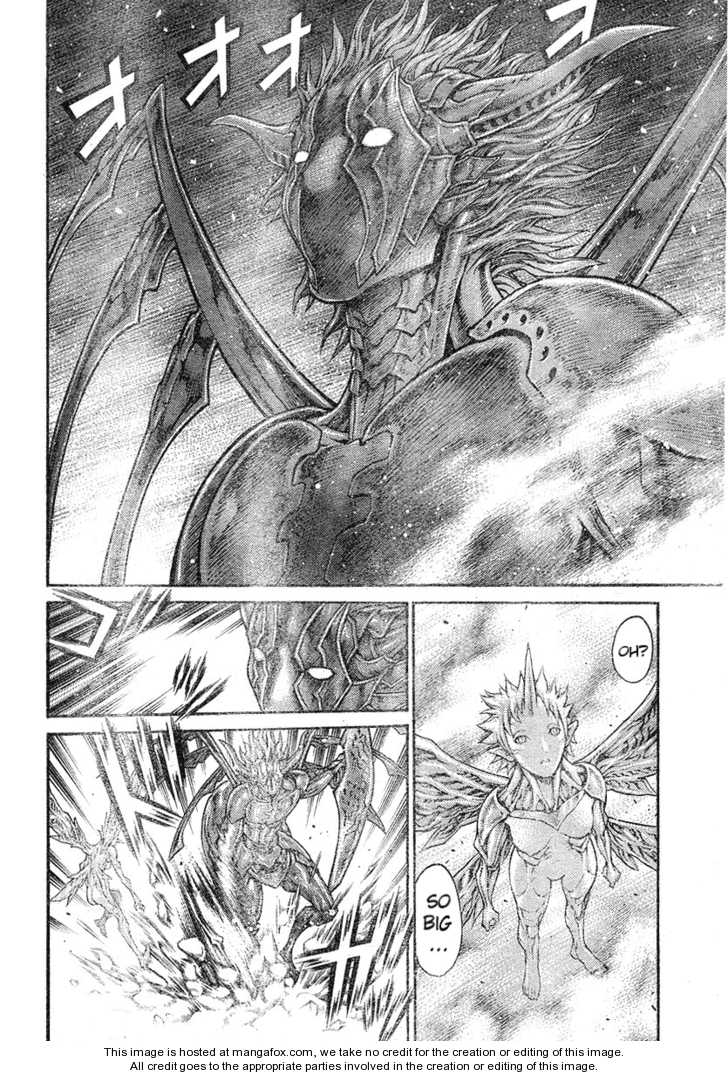 オオオオ
OH?
SO
BIG
...
This image is hosted at mangafox.com, we take no credit for the creation or editing of this image.
All credit goes to the appropriate parties involved in the creation or editing of this image.